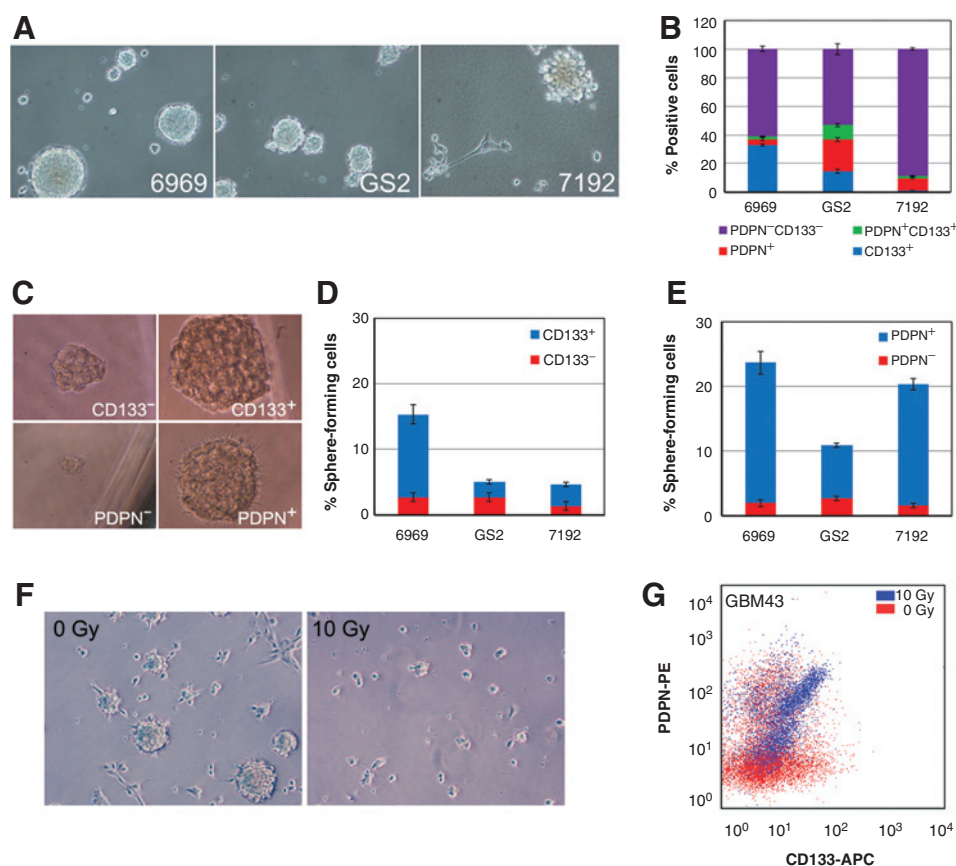 A
6969
GS2
7192
B
% Positive cells
120
100
80
60
40
20
0
6969 GS2 7192
PDPN⁻CD133⁻ PDPN⁺CD133⁺
PDPN⁺ CD133⁺
C
CD133⁻
CD133⁺
PDPN⁻
PDPN⁺
D
% Sphere-forming cells
30
20
10
0
CD133⁺
CD133⁻
6969 GS2 7192
E
% Sphere-forming cells
30
20
10
0
PDPN⁺
PDPN⁻
6969 GS2 7192
F
0 Gy
10 Gy
G
GBM43
10 Gy
0 Gy
PDPN-PE
10⁴
10³
10²
10¹
10⁰
10⁰ 10¹ 10² 10³ 10⁴
CD133-APC